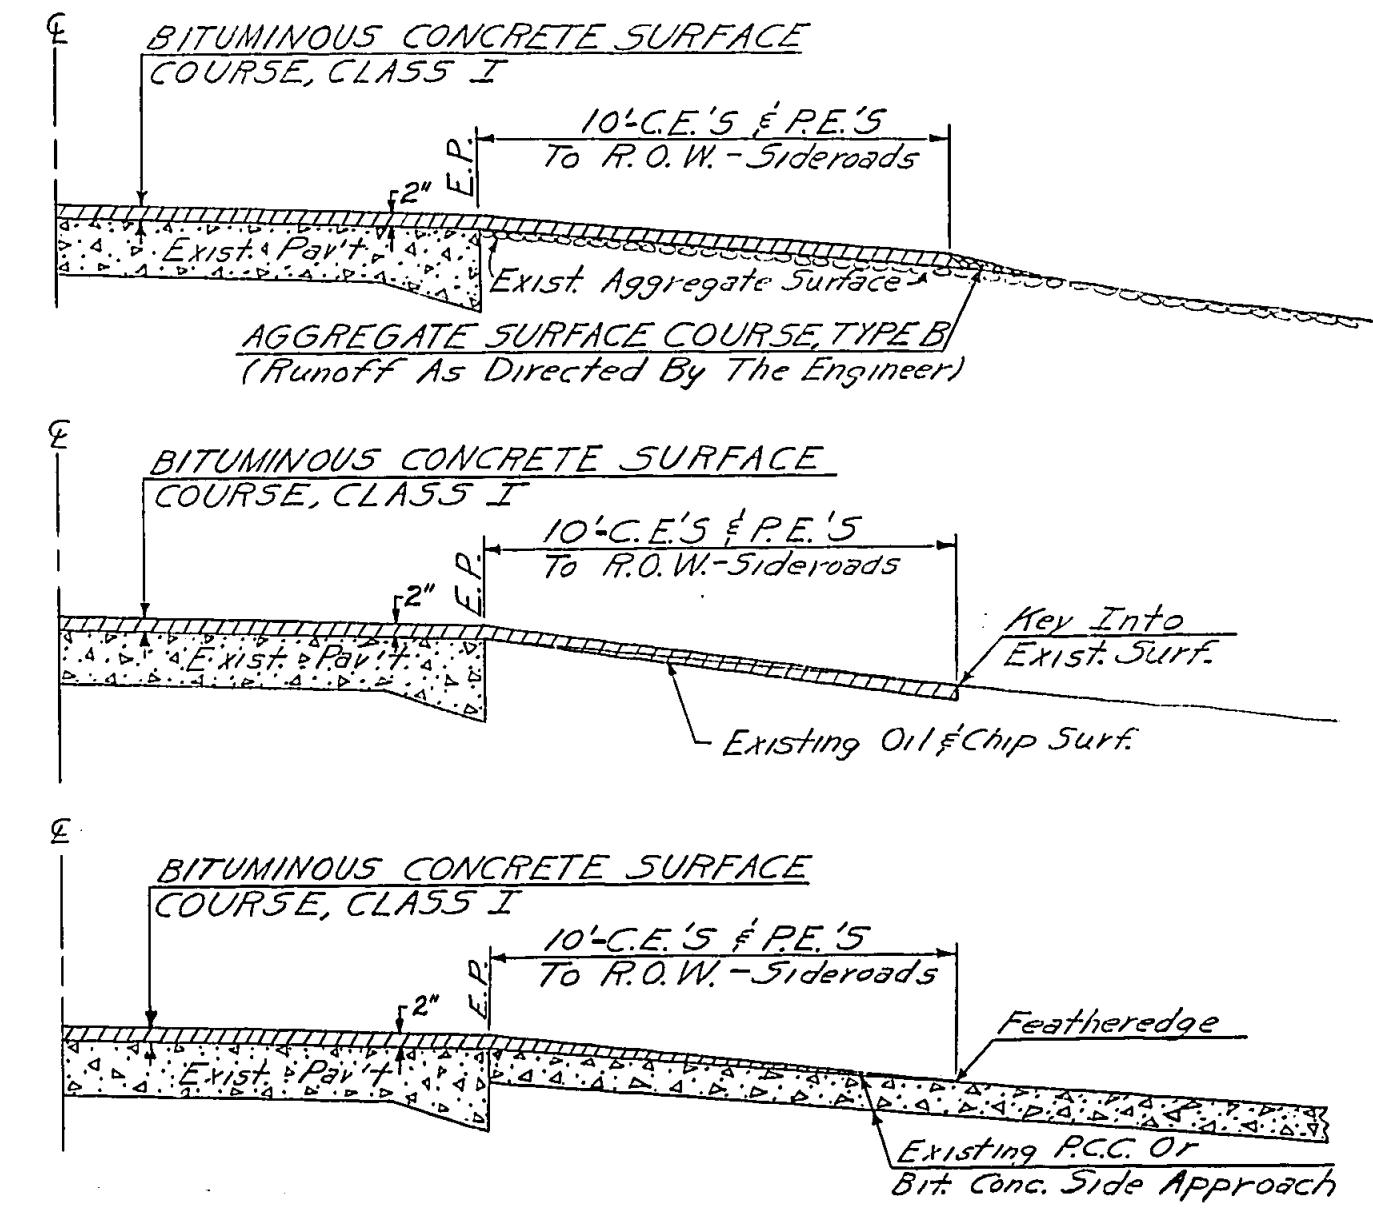 ℄
BITUMINOUS CONCRETE SURFACE
COURSE, CLASS I
10'-C.E.'S & P.E.'S
To R.O.W. - Sideroads
E.P.
2"
Exist. Pav't
Exist. Aggregate Surface
AGGREGATE SURFACE COURSE, TYPE B
(Runoff As Directed By The Engineer)
℄
BITUMINOUS CONCRETE SURFACE
COURSE, CLASS I
10'-C.E.'S & P.E.'S
To R.O.W.-Sideroads
E.P.
2"
Key Into
Exist. Surf.
Exist. Pav't.
Existing Oil & Chip Surf.
℄
BITUMINOUS CONCRETE SURFACE
COURSE, CLASS I
10'-C.E.'S & P.E.'S
To R.O.W. - Sideroads
E.P.
2"
Featheredge
Exist. Pav't
Existing P.C.C. Or
Bit. Conc. Side Approach